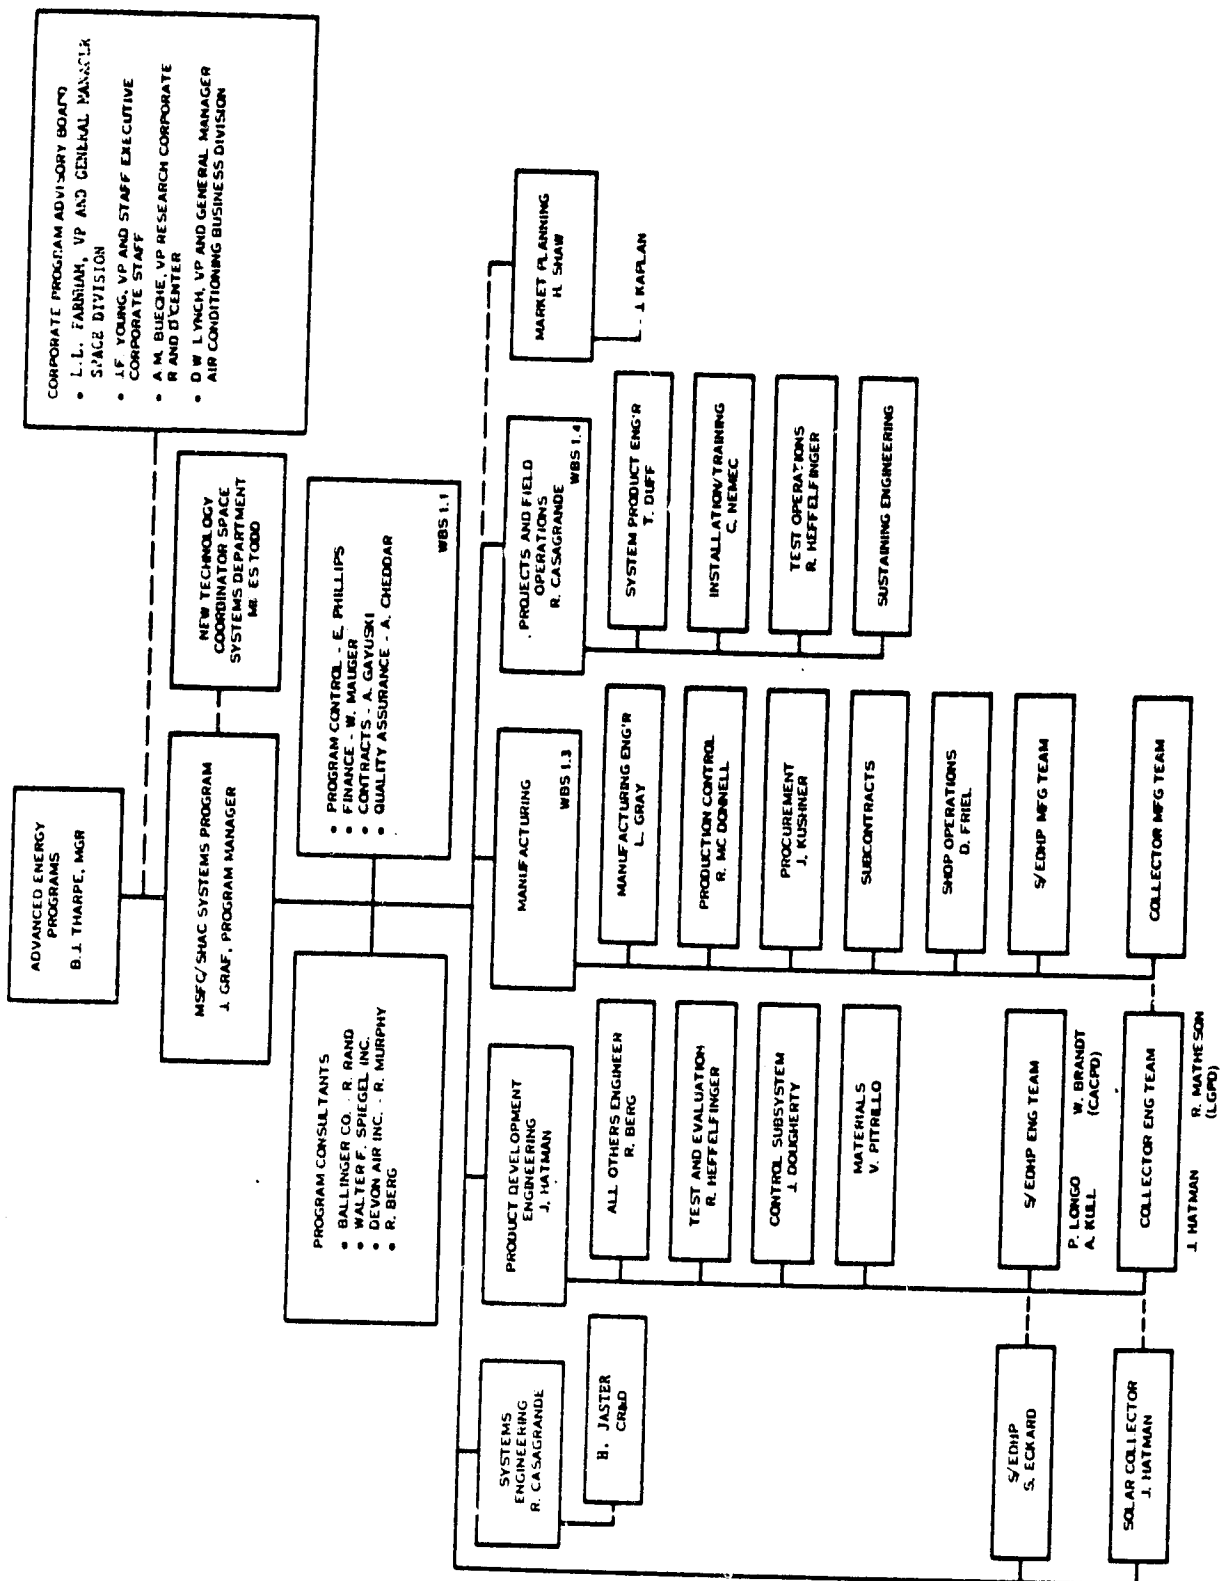 ADVANCED ENERGY
PROGRAMS
B.J. THARPE, MGR
CORPORATE PROGRAM ADVISORY BOARD
• L.L. FARNHAM, VP AND GENERAL MANAGER
SPACE DIVISION
• J.F. YOUNG, VP AND STAFF EXECUTIVE
CORPORATE STAFF
• A.M. BUECHE, VP RESEARCH CORPORATE
R AND D CENTER
• D W LYNCH, VP AND GENERAL MANAGER
AIR CONDITIONING BUSINESS DIVISION
MSFC/SHAC SYSTEMS PROGRAM
J. GRAF, PROGRAM MANAGER
NEW TECHNOLOGY
COORDINATOR SPACE
SYSTEMS DEPARTMENT
TODD
PROGRAM CONSULTANTS
• BALLINGER CO. - R. RAND
• WALTER F. SPIEGEL INC.
• DEVON AIR INC. - R. MURPHY
• R. BERG
• PROGRAM CONTROL - E. PHILLIPS
• FINANCE - W. MAUGER
• CONTRACTS - A. GAYUSKI
• QUALITY ASSURANCE - A. CHEDDAR
WBS 1.1
SYSTEMS
ENGINEERING
R. CASAGRANDE
H. JASTER
CR&D
PRODUCT DEVELOPMENT
ENGINEERING
J. HATMAN
ALL OTHERS ENGINEER
R. BERG
TEST AND EVALUATION
R. HEFFELFINGER
CONTROL SUBSYSTEM
J. DOUGHERTY
MATERIALS
V. PITRILLO
MANUFACTURING
WBS 1.3
MANUFACTURING ENG'R
L. GRAY
PRODUCTION CONTROL
R. MC DONNELL
PROCUREMENT
J. KUSHNER
SUBCONTRACTS
SHOP OPERATIONS
D. FRIEL
S/EDHP MFG TEAM
COLLECTOR MFG TEAM
PROJECTS AND FIELD
OPERATIONS
R. CASAGRANDE
WBS 1.4
SYSTEM PRODUCT ENG'R
T. DUFF
INSTALLATION/TRAINING
C. NEMEC
TEST OPERATIONS
R. HEFFELFINGER
SUSTAINING ENGINEERING
MARKET PLANNING
H. SHAW
J. KAPLAN
S/EDHP
S. ECKARD
S/EDHP ENG TEAM
P. LONGO W. BRANDT
A. KULL (CACPD)
SOLAR COLLECTOR
J. HATMAN
COLLECTOR ENG TEAM
J. HATMAN R. MATHESON
(LGPD)